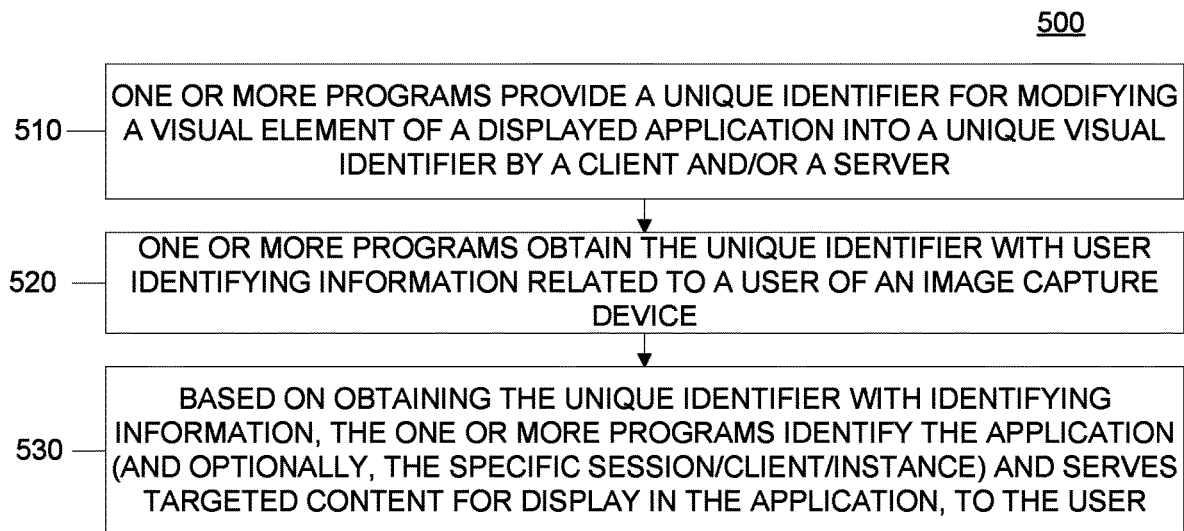 500
510
ONE OR MORE PROGRAMS PROVIDE A UNIQUE IDENTIFIER FOR MODIFYING
A VISUAL ELEMENT OF A DISPLAYED APPLICATION INTO A UNIQUE VISUAL
IDENTIFIER BY A CLIENT AND/OR A SERVER
520
ONE OR MORE PROGRAMS OBTAIN THE UNIQUE IDENTIFIER WITH USER
IDENTIFYING INFORMATION RELATED TO A USER OF AN IMAGE CAPTURE
DEVICE
530
BASED ON OBTAINING THE UNIQUE IDENTIFIER WITH IDENTIFYING
INFORMATION, THE ONE OR MORE PROGRAMS IDENTIFY THE APPLICATION
(AND OPTIONALLY, THE SPECIFIC SESSION/CLIENT/INSTANCE) AND SERVES
TARGETED CONTENT FOR DISPLAY IN THE APPLICATION, TO THE USER